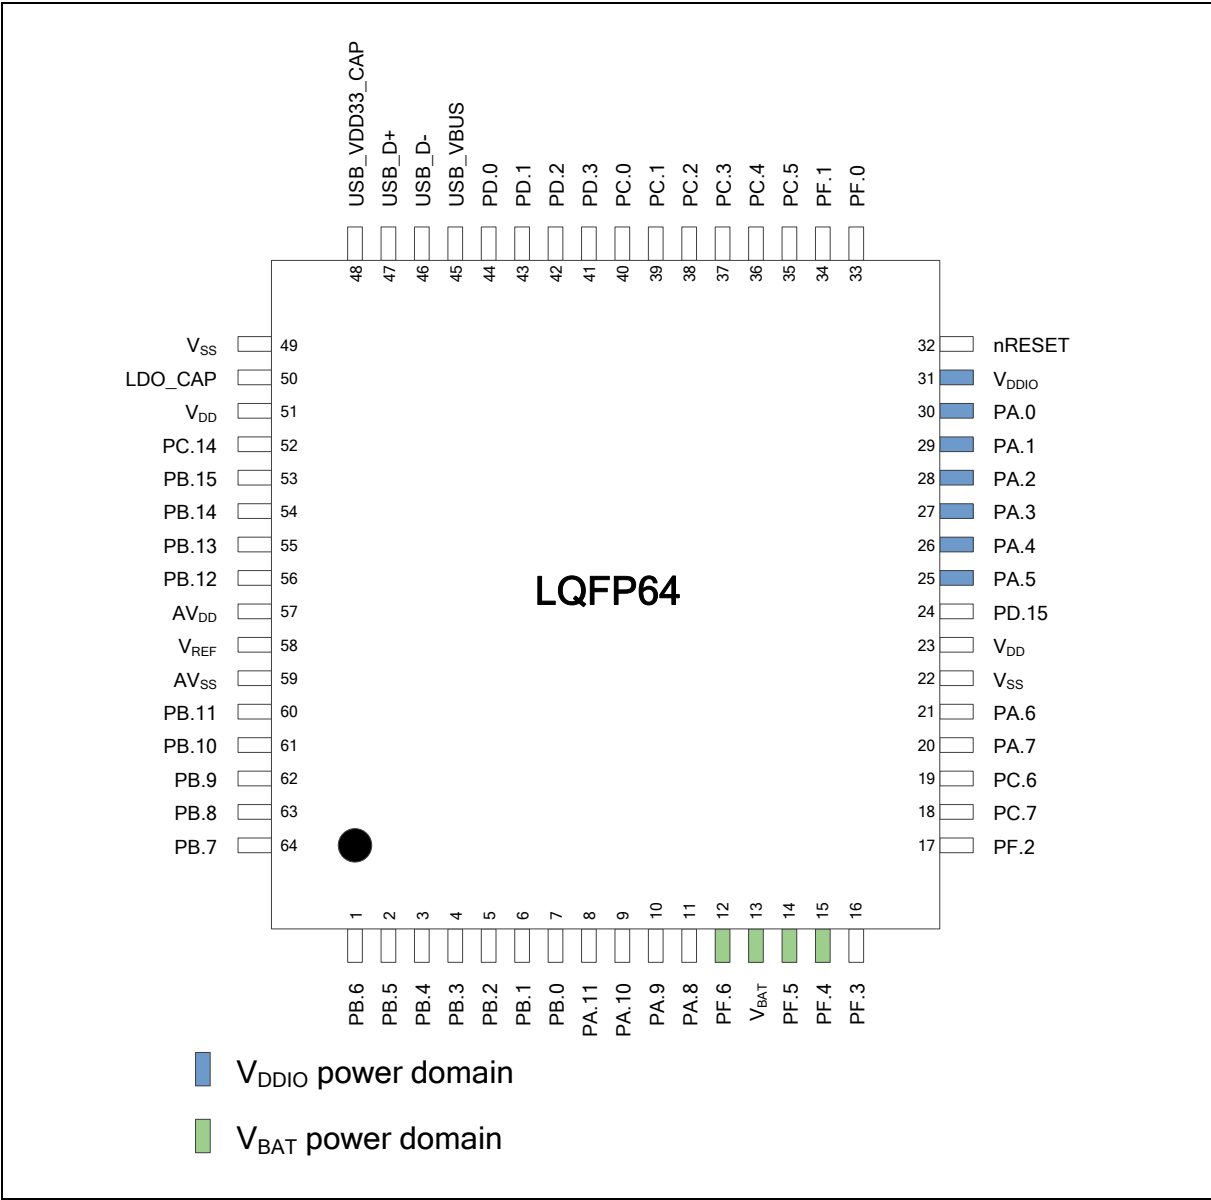 USB_VDD33_CAP
USB_D+
USB_D-
USB_VBUS
PD.0
PD.1
PD.2
PD.3
PC.0
PC.1
PC.2
PC.3
PC.4
PC.5
PF.1
PF.0
48
47
46
45
44
43
42
41
40
39
38
37
36
35
34
33
VSS 49
LDO_CAP 50
VDD 51
PC.14 52
PB.15 53
PB.14 54
PB.13 55
PB.12 56
AVDD 57
VREF 58
AVSS 59
PB.11 60
PB.10 61
PB.9 62
PB.8 63
PB.7 64
LQFP64
32 nRESET
31 VDDIO
30 PA.0
29 PA.1
28 PA.2
27 PA.3
26 PA.4
25 PA.5
24 PD.15
23 VDD
22 VSS
21 PA.6
20 PA.7
19 PC.6
18 PC.7
17 PF.2
1
2
3
4
5
6
7
8
9
10
11
12
13
14
15
16
PB.6
PB.5
PB.4
PB.3
PB.2
PB.1
PB.0
PA.11
PA.10
PA.9
PA.8
PF.6
VBAT
PF.5
PF.4
PF.3
VDDIO power domain
VBAT power domain